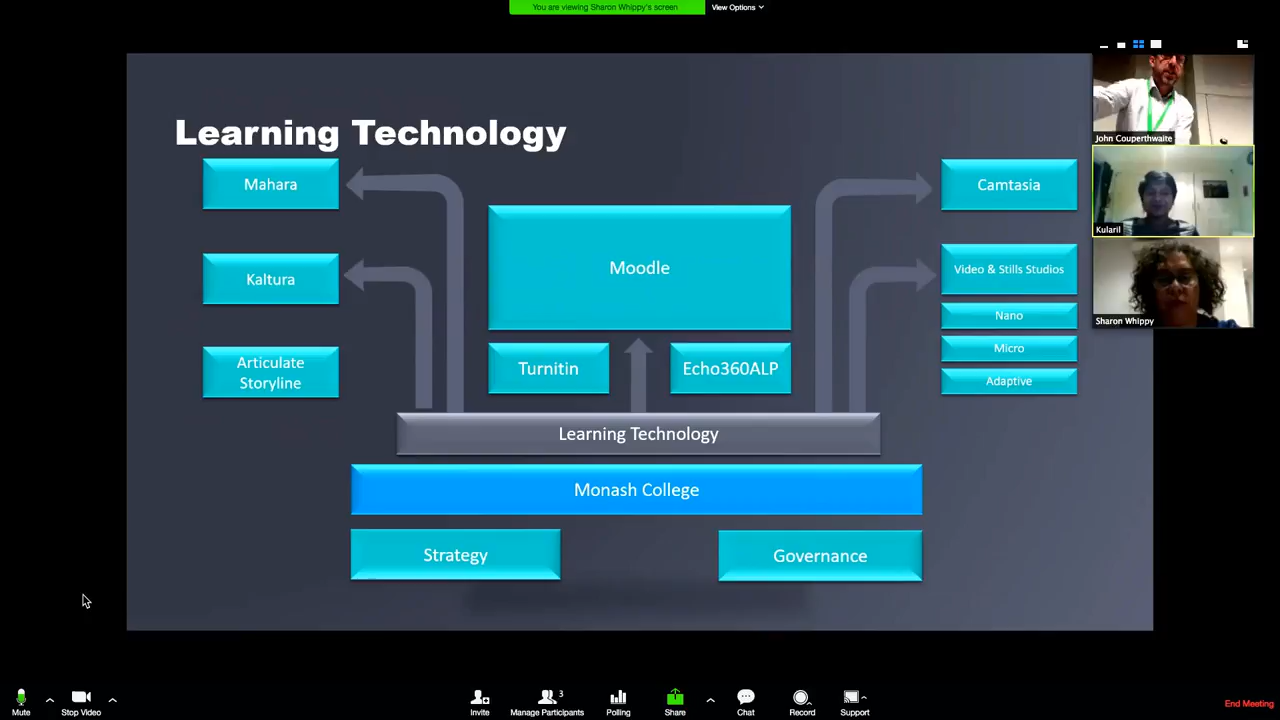 You are viewing Sharon Whippy's screen
View Options
Learning Technology
Mahara
Kaltura
Articulate
Storyline
Moodle
Turnitin
Echo360ALP
Camtasia
Video & Stills Studios
Nano
Micro
Adaptive
Learning Technology
Monash College
Strategy
Governance
John Couperthwaite
Kularil
Sharon Whippy
Mute
Stop Video
Invite
3
Manage Participants
Polling
Share
Chat
Record
Support
End Meeting